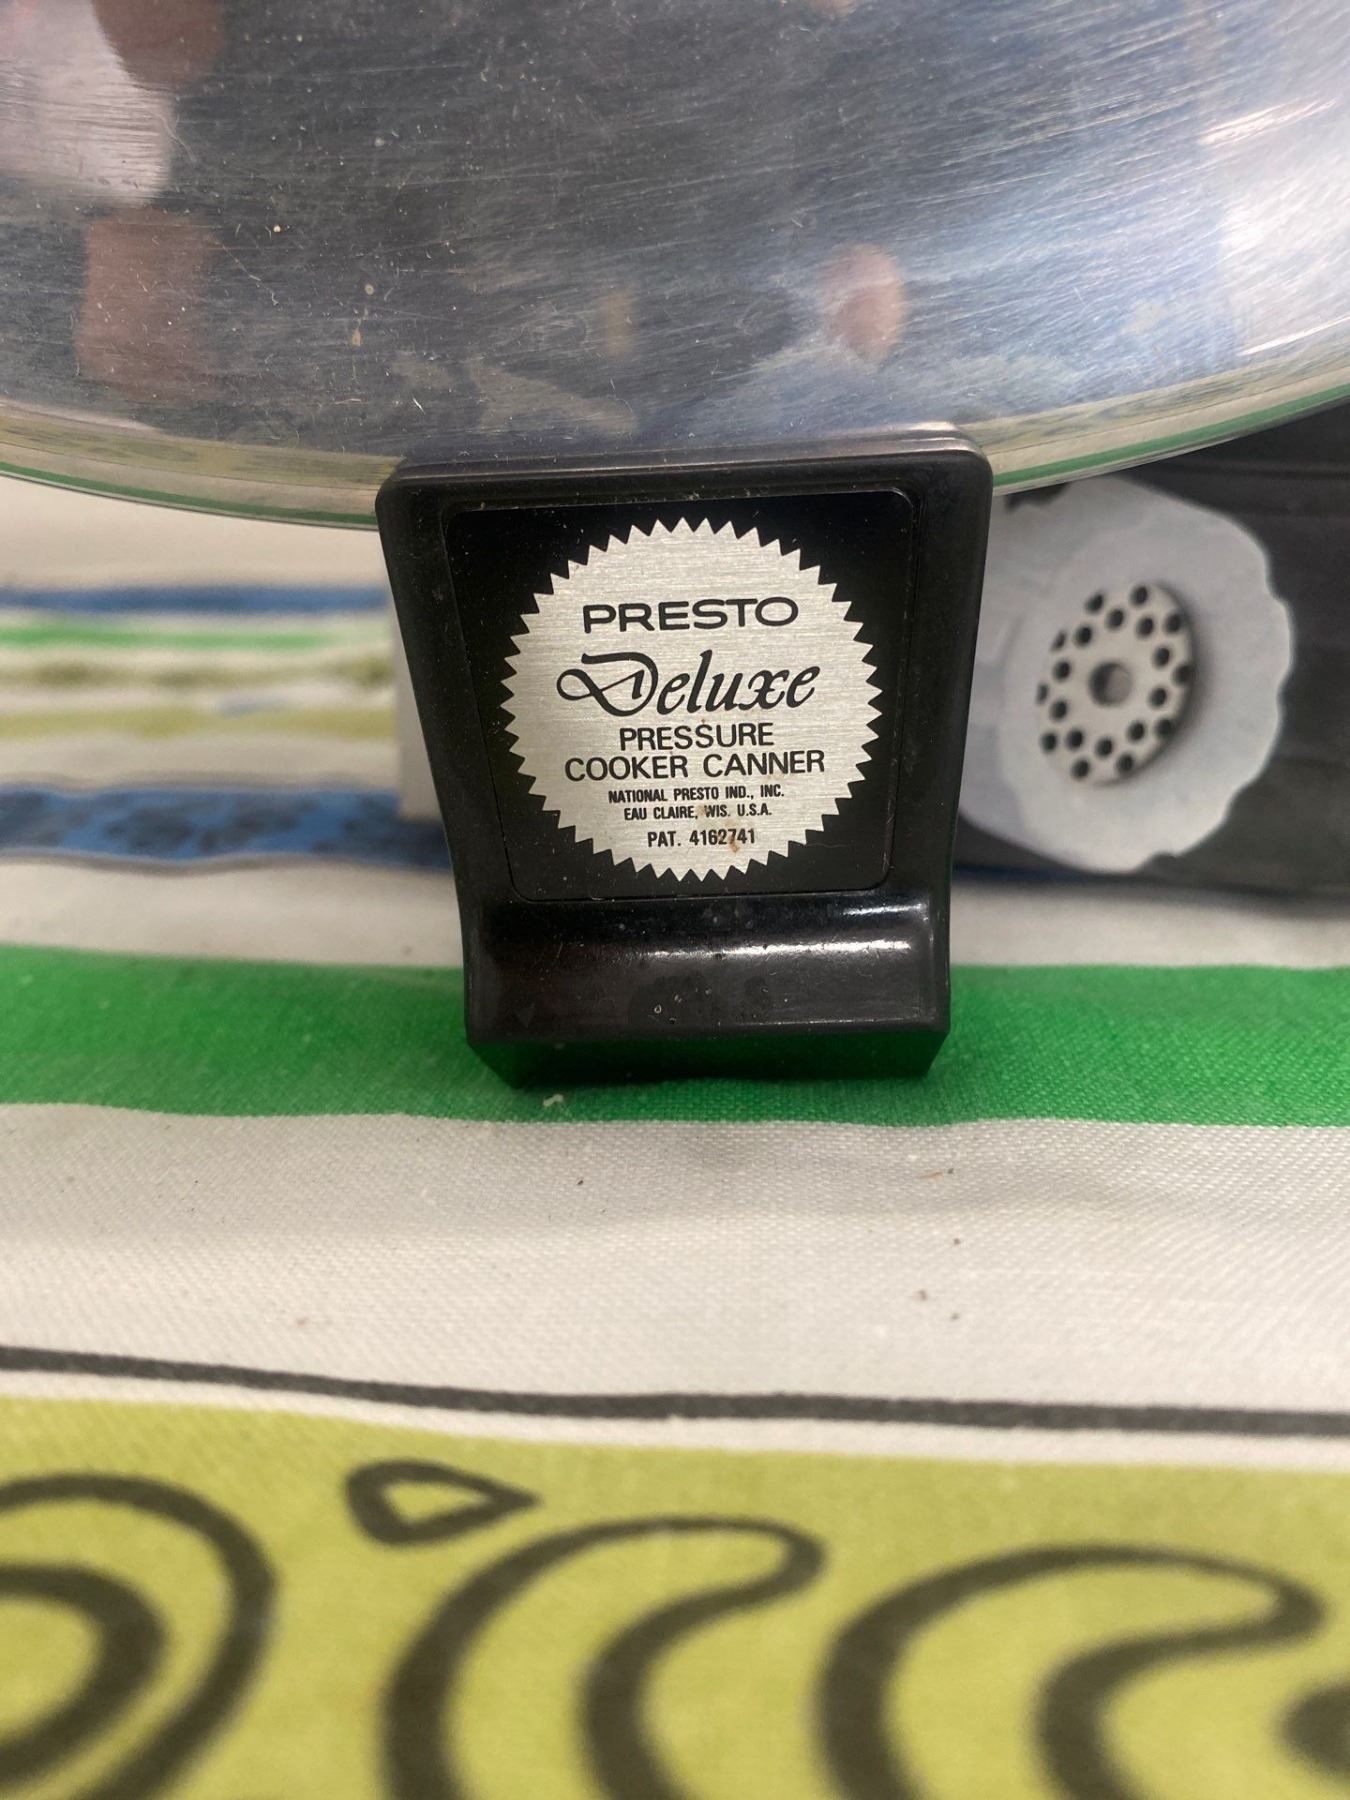 PRESTO
Deluxe
PRESSURE
COOKER CANNER
NATIONAL PRESTO IND., INC.
EAU CLAIRE, WIS. U.S.A.
PAT. 4162741